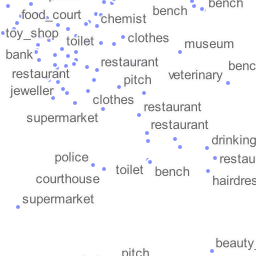 bench
food_court
bench
chemist
toy_shop
toilet
clothes
museum
bank
restaurant
benc
restaurant
pitch
veterinary
jeweller
clothes
restaurant
supermarket
restaurant
drinking
police
restau
toilet
bench
courthouse
hairdres
supermarket
beauty_
pitch